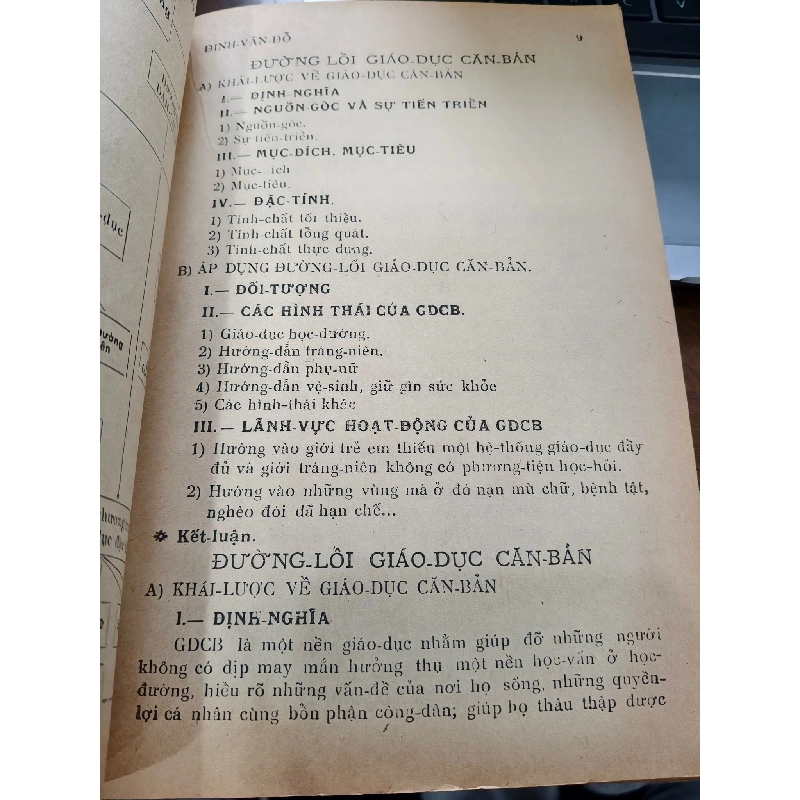 ĐINH-VĂN-ĐỖ 9
ĐƯỜNG LỐI GIÁO-DỤC CĂN-BẢN
A) KHÁI-LƯỢC VỀ GIÁO-DỤC CĂN-BẢN
I.— ĐỊNH-NGHĨA
II.— NGUỒN-GỐC VÀ SỰ TIẾN TRIỂN
1) Nguồn-gốc.
2) Sự tiến-triển.
III.— MỤC-ĐÍCH, MỤC-TIÊU
1) Mục- ích
2) Mục-tiêu.
IV.— ĐẶC-TÍNH.
1) Tính-chất tối thiểu.
2) Tính-chất tổng quát.
3) Tính-chất thực dụng.
B) ÁP DỤNG ĐƯỜNG-LỐI GIÁO-DỤC CĂN-BẢN.
I.— ĐỐI-TƯỢNG
II.— CÁC HÌNH THÁI CỦA GDCB.
1) Giáo-dục học-đường.
2) Hướng-dẫn tráng-niên.
3) Hướng-dẫn phụ-nữ
4) Hướng-dẫn vệ-sinh, giữ gìn sức khỏe
5) Các hình-thái khác
III.— LÃNH-VỰC HOẠT-ĐỘNG CỦA GDCB
1) Hướng vào giới trẻ em thiếu một hệ-thống giáo-dục đầy
đủ và giới tráng-niên không có phương-tiện học-hỏi.
2) Hướng vào những vùng mà ở đó nạn mù chữ, bệnh tật,
nghèo đói đã hạn chế...
Kết-luận.
ĐƯỜNG-LỐI GIÁO-DỤC CĂN-BẢN
A) KHÁI-LƯỢC VỀ GIÁO-DỤC CĂN-BẢN
I.— ĐỊNH-NGHĨA
GDCB là một nền giáo-dục nhằm giúp đỡ những người
không có dịp may mắn hưởng thụ một nền học-vấn ở học-
đường, hiểu rõ những vấn-đề của nơi họ sống, những quyền-
lợi cá nhân cùng bổn phận công-dân; giúp họ thâu thập được